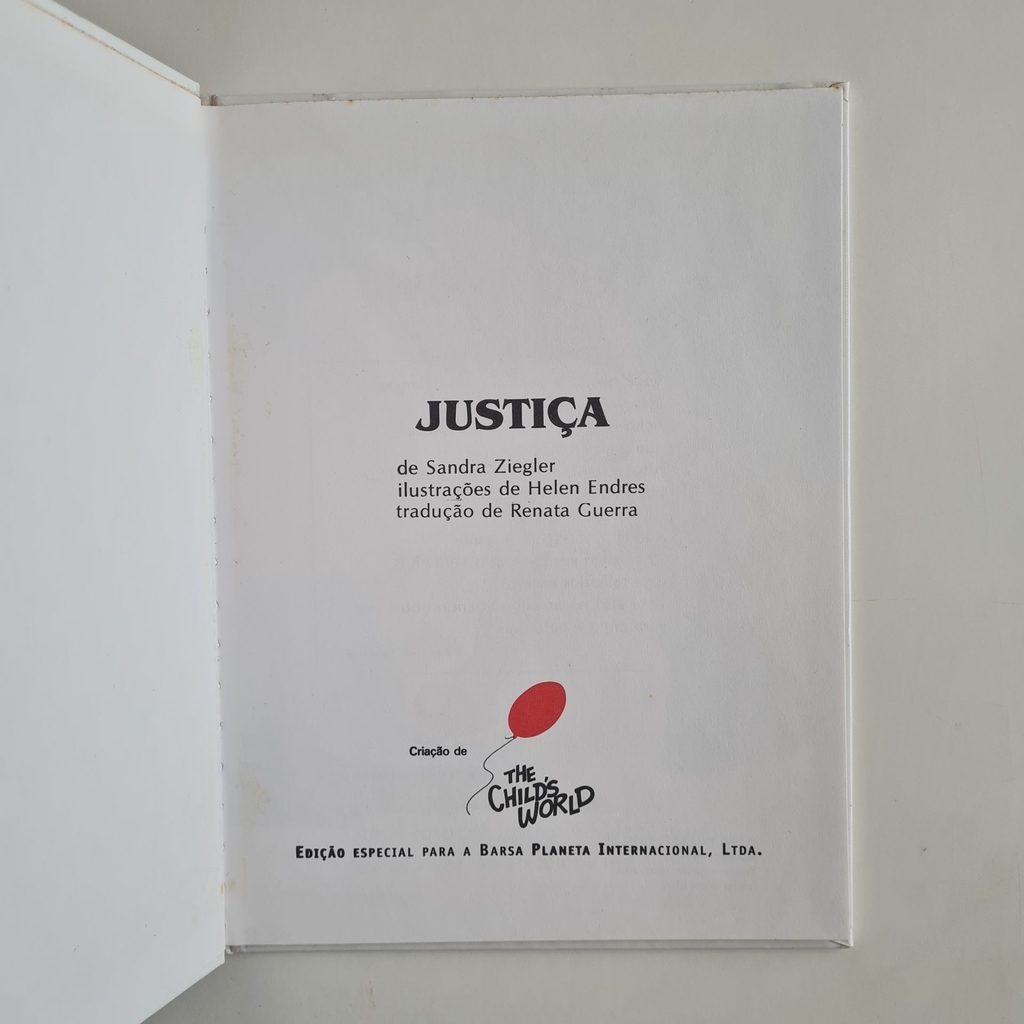 JUSTIÇA
de Sandra Ziegler
ilustrações de Helen Endres
tradução de Renata Guerra
Criação de
THE
CHILD'S
WORLD
EDIÇÃO ESPECIAL PARA A BARSA PLANETA INTERNACIONAL, LTDA.